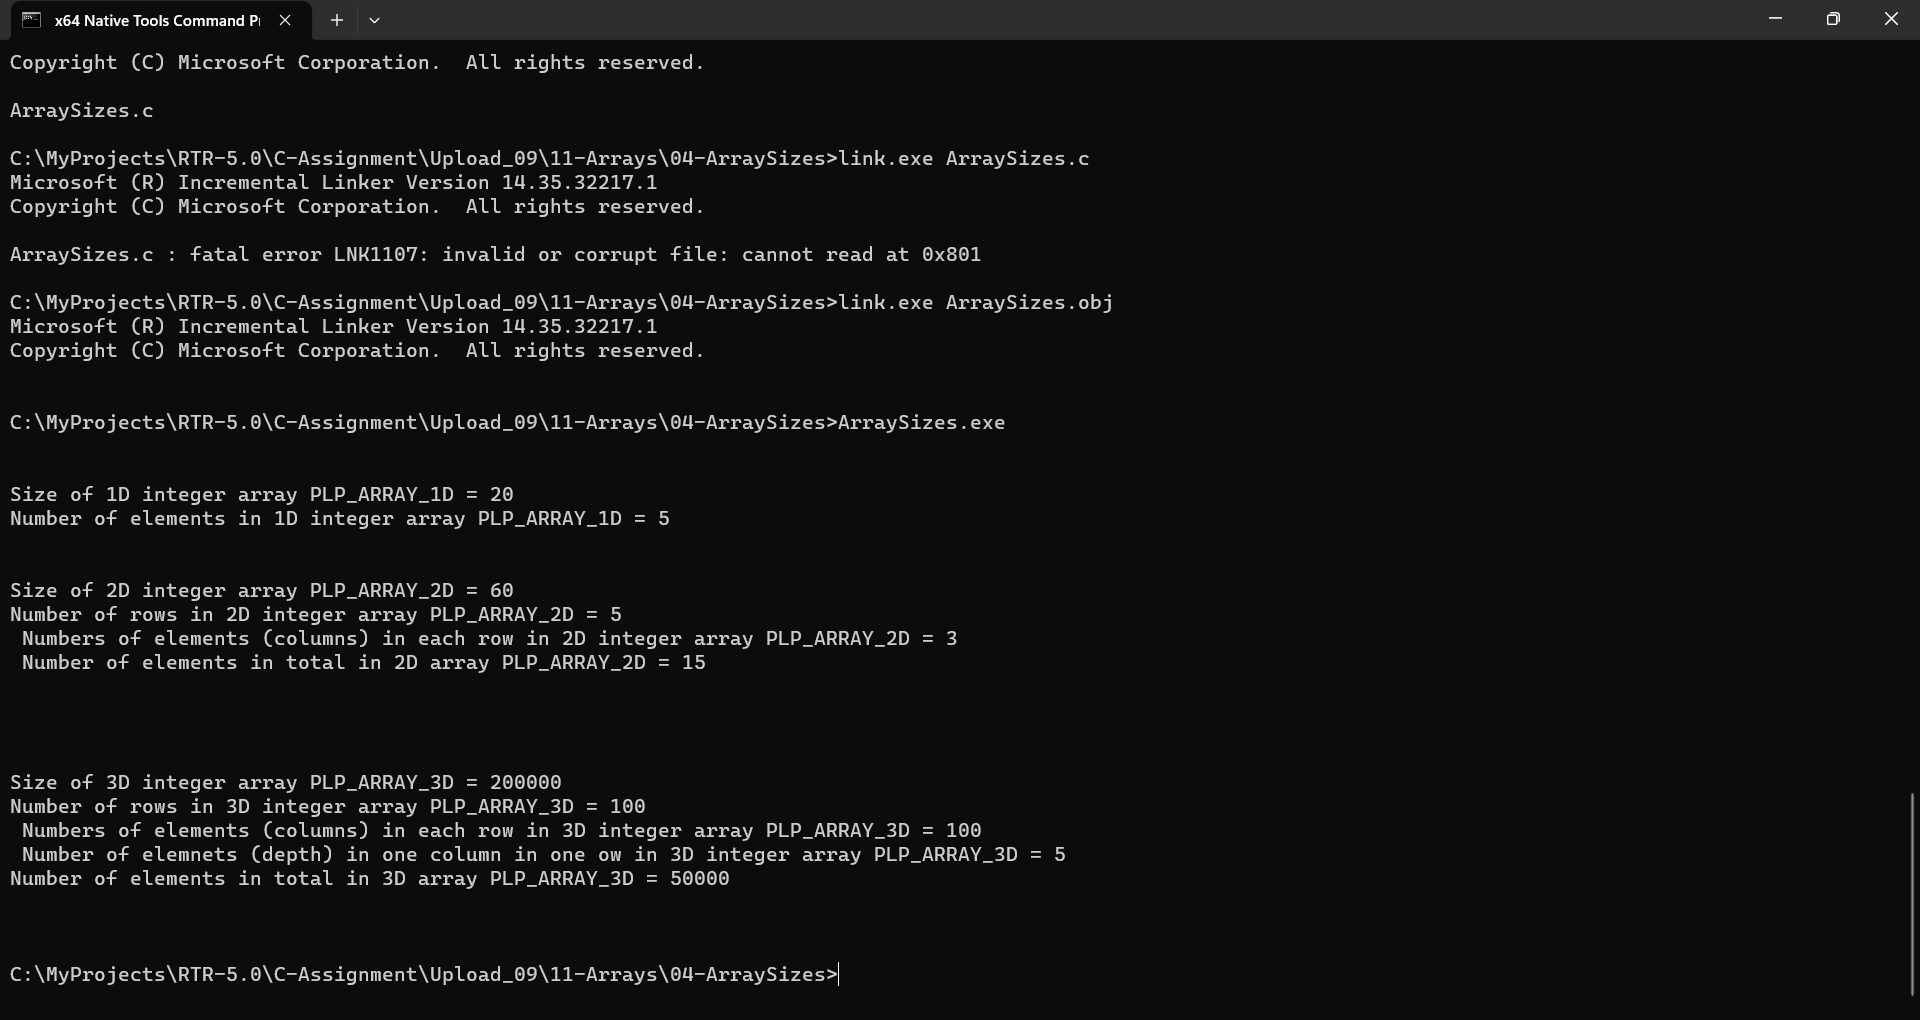 x64 Native Tools Command P
Copyright (C) Microsoft Corporation.  All rights reserved.
ArraySizes.c
C:\MyProjects\RTR-5.0\C-Assignment\Upload_09\11-Arrays\04-ArraySizes>link.exe ArraySizes.c
Microsoft (R) Incremental Linker Version 14.35.32217.1
Copyright (C) Microsoft Corporation.  All rights reserved.
ArraySizes.c : fatal error LNK1107: invalid or corrupt file: cannot read at 0x801
C:\MyProjects\RTR-5.0\C-Assignment\Upload_09\11-Arrays\04-ArraySizes>link.exe ArraySizes.obj
Microsoft (R) Incremental Linker Version 14.35.32217.1
Copyright (C) Microsoft Corporation.  All rights reserved.
C:\MyProjects\RTR-5.0\C-Assignment\Upload_09\11-Arrays\04-ArraySizes>ArraySizes.exe
Size of 1D integer array PLP_ARRAY_1D = 20
Number of elements in 1D integer array PLP_ARRAY_1D = 5
Size of 2D integer array PLP_ARRAY_2D = 60
Number of rows in 2D integer array PLP_ARRAY_2D = 5
 Numbers of elements (columns) in each row in 2D integer array PLP_ARRAY_2D = 3
 Number of elements in total in 2D array PLP_ARRAY_2D = 15
Size of 3D integer array PLP_ARRAY_3D = 200000
Number of rows in 3D integer array PLP_ARRAY_3D = 100
 Numbers of elements (columns) in each row in 3D integer array PLP_ARRAY_3D = 100
 Number of elemnets (depth) in one column in one ow in 3D integer array PLP_ARRAY_3D = 5
Number of elements in total in 3D array PLP_ARRAY_3D = 50000
C:\MyProjects\RTR-5.0\C-Assignment\Upload_09\11-Arrays\04-ArraySizes>